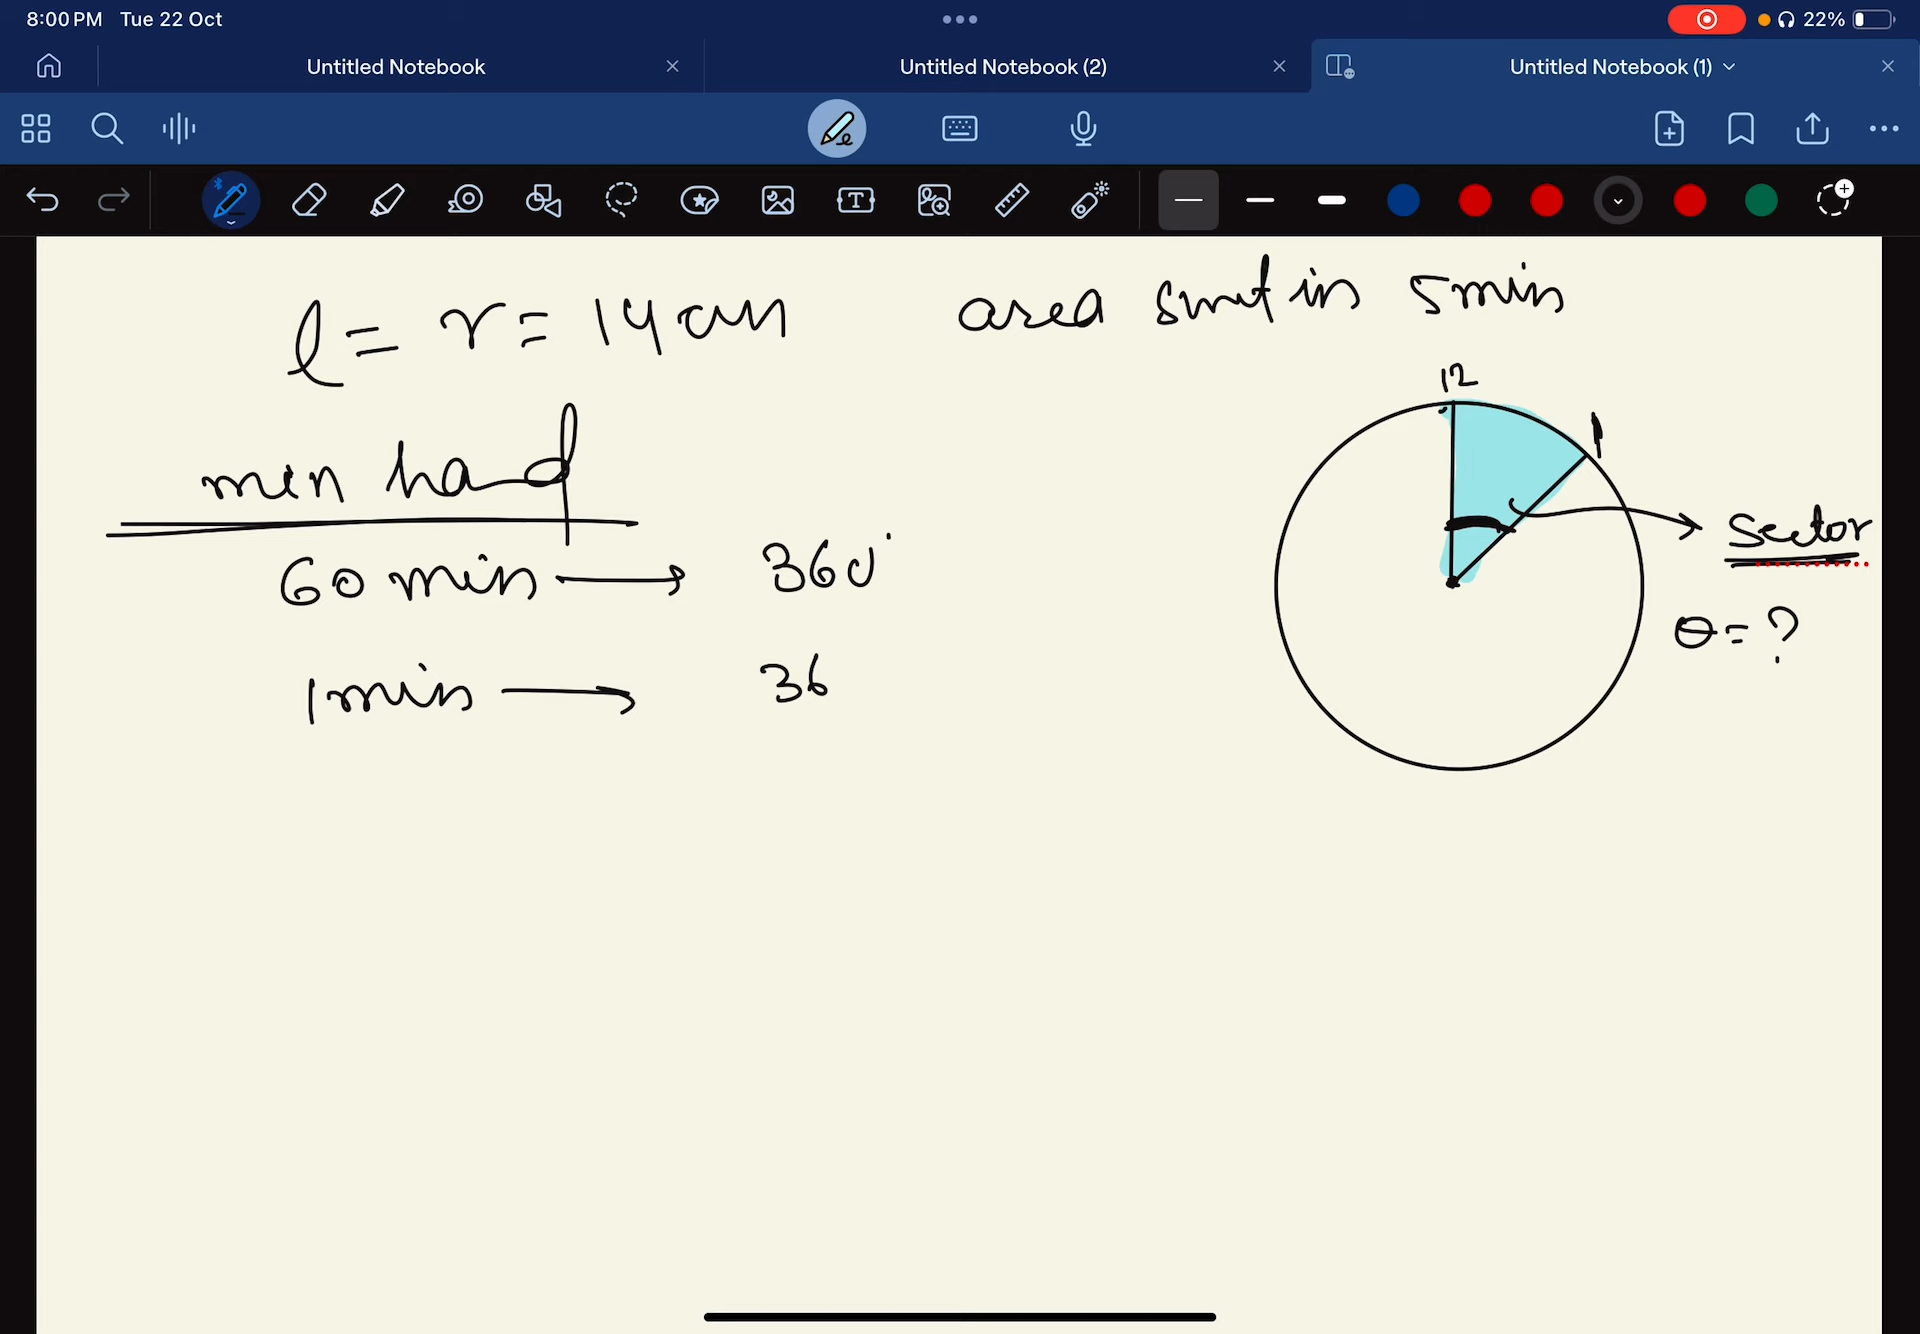 8:00 PM Tue 22 Oct
22%
Untitled Notebook
Untitled Notebook (2)
Untitled Notebook (1)
l = r = 14 cm
area in 5 min
12
1
min hand
Sector
60 min → 360°
θ = ?
1 min → 36